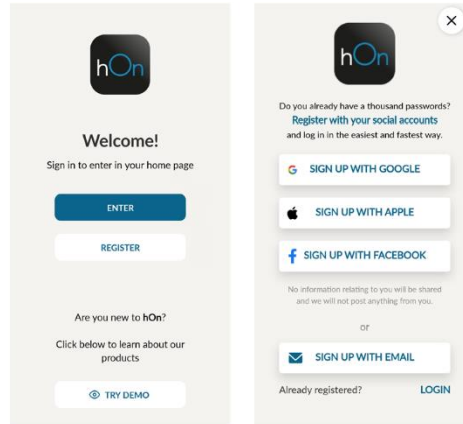 hOn
Welcome!
Sign in to enter in your home page
ENTER
REGISTER
Are you new to hOn?
Click below to learn about our
products
TRY DEMO
hOn
Do you already have a thousand passwords?
Register with your social accounts
and log in in the easiest and fastest way.
SIGN UP WITH GOOGLE
SIGN UP WITH APPLE
SIGN UP WITH FACEBOOK
No information relating to you will be shared
and we will not post anything from you.
or
SIGN UP WITH EMAIL
Already registered? LOGIN